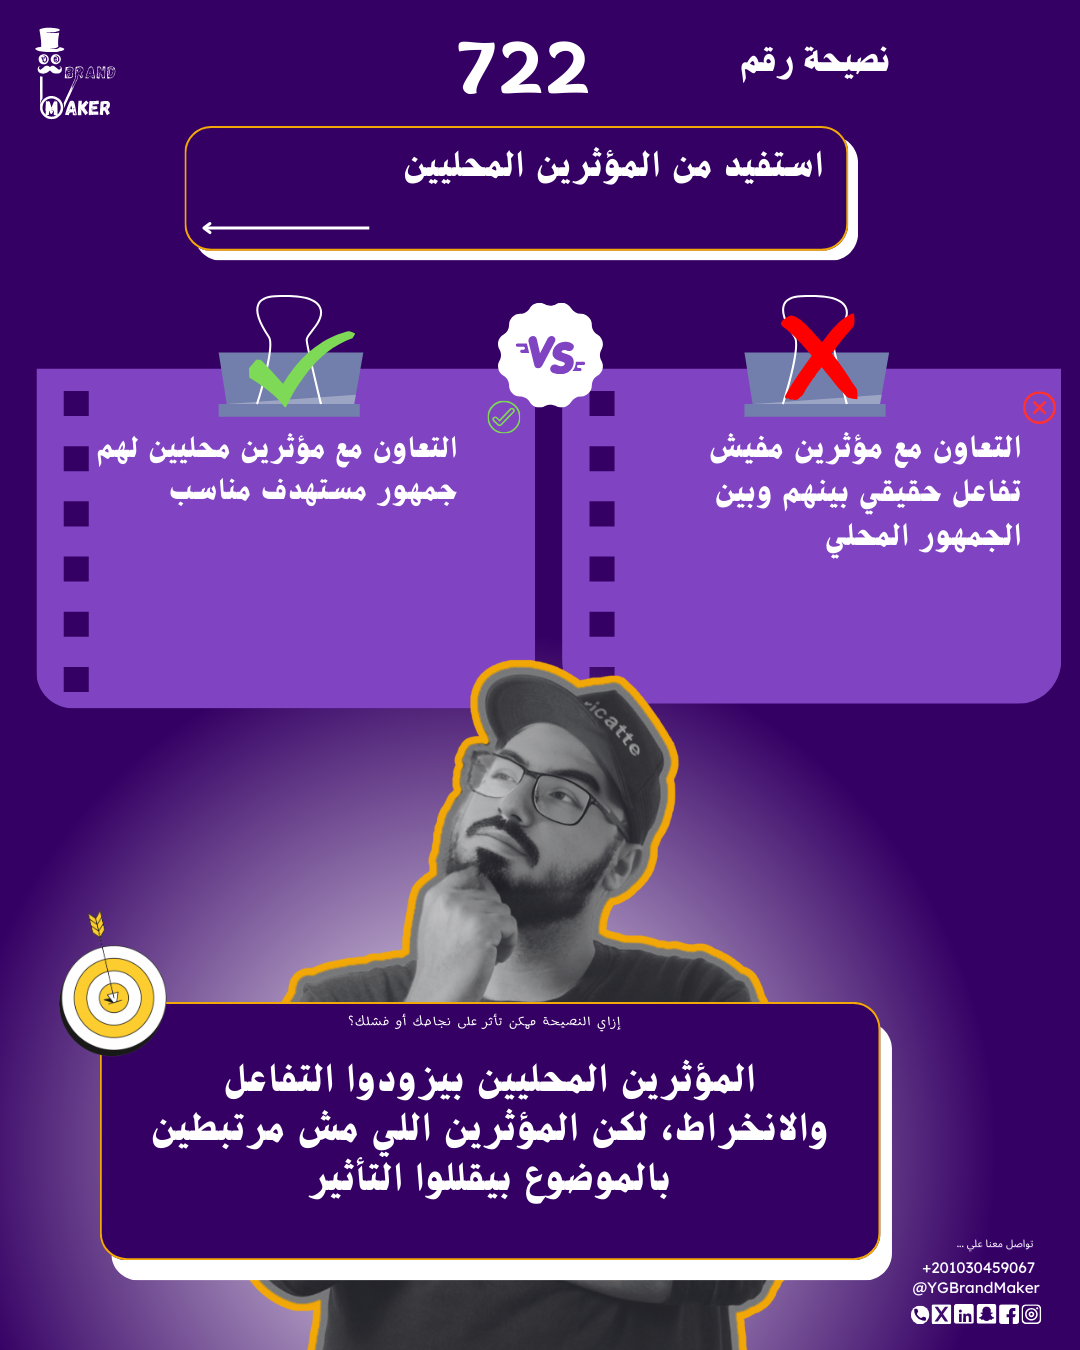 نصيحة رقم
722
BRAND
MAKER
استفيد من المؤثرين المحليين
VS
التعاون مع مؤثرين مفيش
تفاعل حقيقي بينهم وبين
الجمهور المحلي
التعاون مع مؤثرين محليين لهم
جمهور مستهدف مناسب
icatte
إزاي النصيحة ممكن تأثر على نجاحك أو فشلك؟
المؤثرين المحليين بيزودوا التفاعل
والانخراط، لكن المؤثرين اللي مش مرتبطين
بالموضوع بيقللوا التأثير
تواصل معنا علي ...
+201030459067
@YGBrandMaker